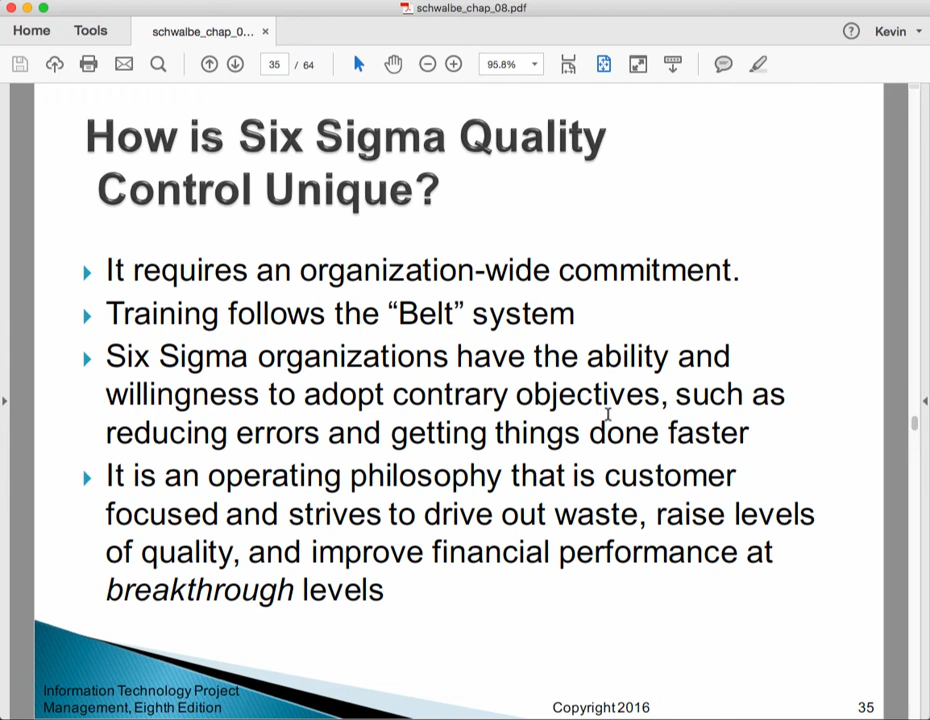 schwalbe_chap_08.pdf
Home Tools schwalbe_chap_0... × ? Kevin
35 / 64 95.8%
How is Six Sigma Quality
Control Unique?
It requires an organization-wide commitment.
Training follows the “Belt” system
Six Sigma organizations have the ability and
willingness to adopt contrary objectives, such as
reducing errors and getting things done faster
It is an operating philosophy that is customer
focused and strives to drive out waste, raise levels
of quality, and improve financial performance at
breakthrough levels
Information Technology Project
Management, Eighth Edition Copyright 2016 35